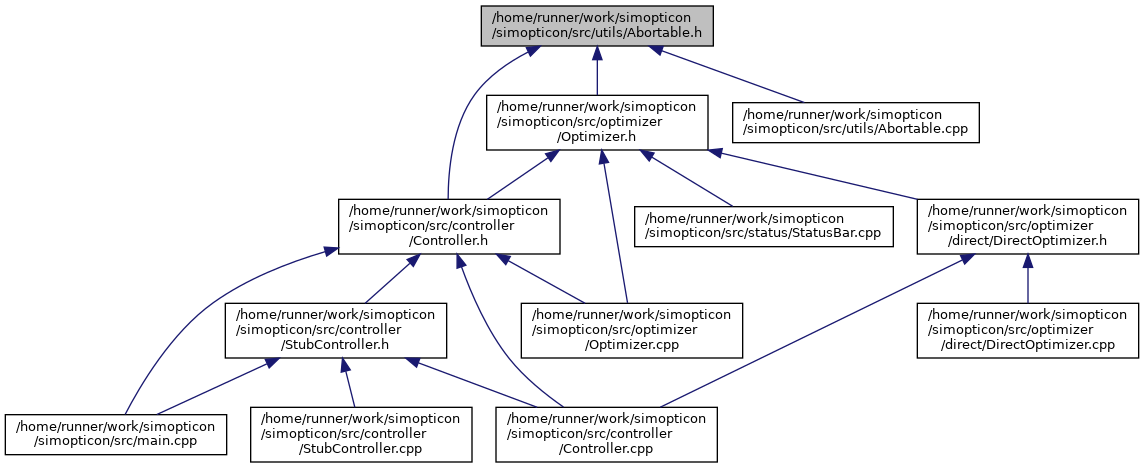 /home/runner/work/simopticon
/simopticon/src/utils/Abortable.h
/home/runner/work/simopticon
/simopticon/src/optimizer
/Optimizer.h
/home/runner/work/simopticon
/simopticon/src/utils/Abortable.cpp
/home/runner/work/simopticon
/simopticon/src/controller
/Controller.h
/home/runner/work/simopticon
/simopticon/src/status/StatusBar.cpp
/home/runner/work/simopticon
/simopticon/src/optimizer
/direct/DirectOptimizer.h
/home/runner/work/simopticon
/simopticon/src/controller
/StubController.h
/home/runner/work/simopticon
/simopticon/src/optimizer
/Optimizer.cpp
/home/runner/work/simopticon
/simopticon/src/optimizer
/direct/DirectOptimizer.cpp
/home/runner/work/simopticon
/simopticon/src/main.cpp
/home/runner/work/simopticon
/simopticon/src/controller
/StubController.cpp
/home/runner/work/simopticon
/simopticon/src/controller
/Controller.cpp